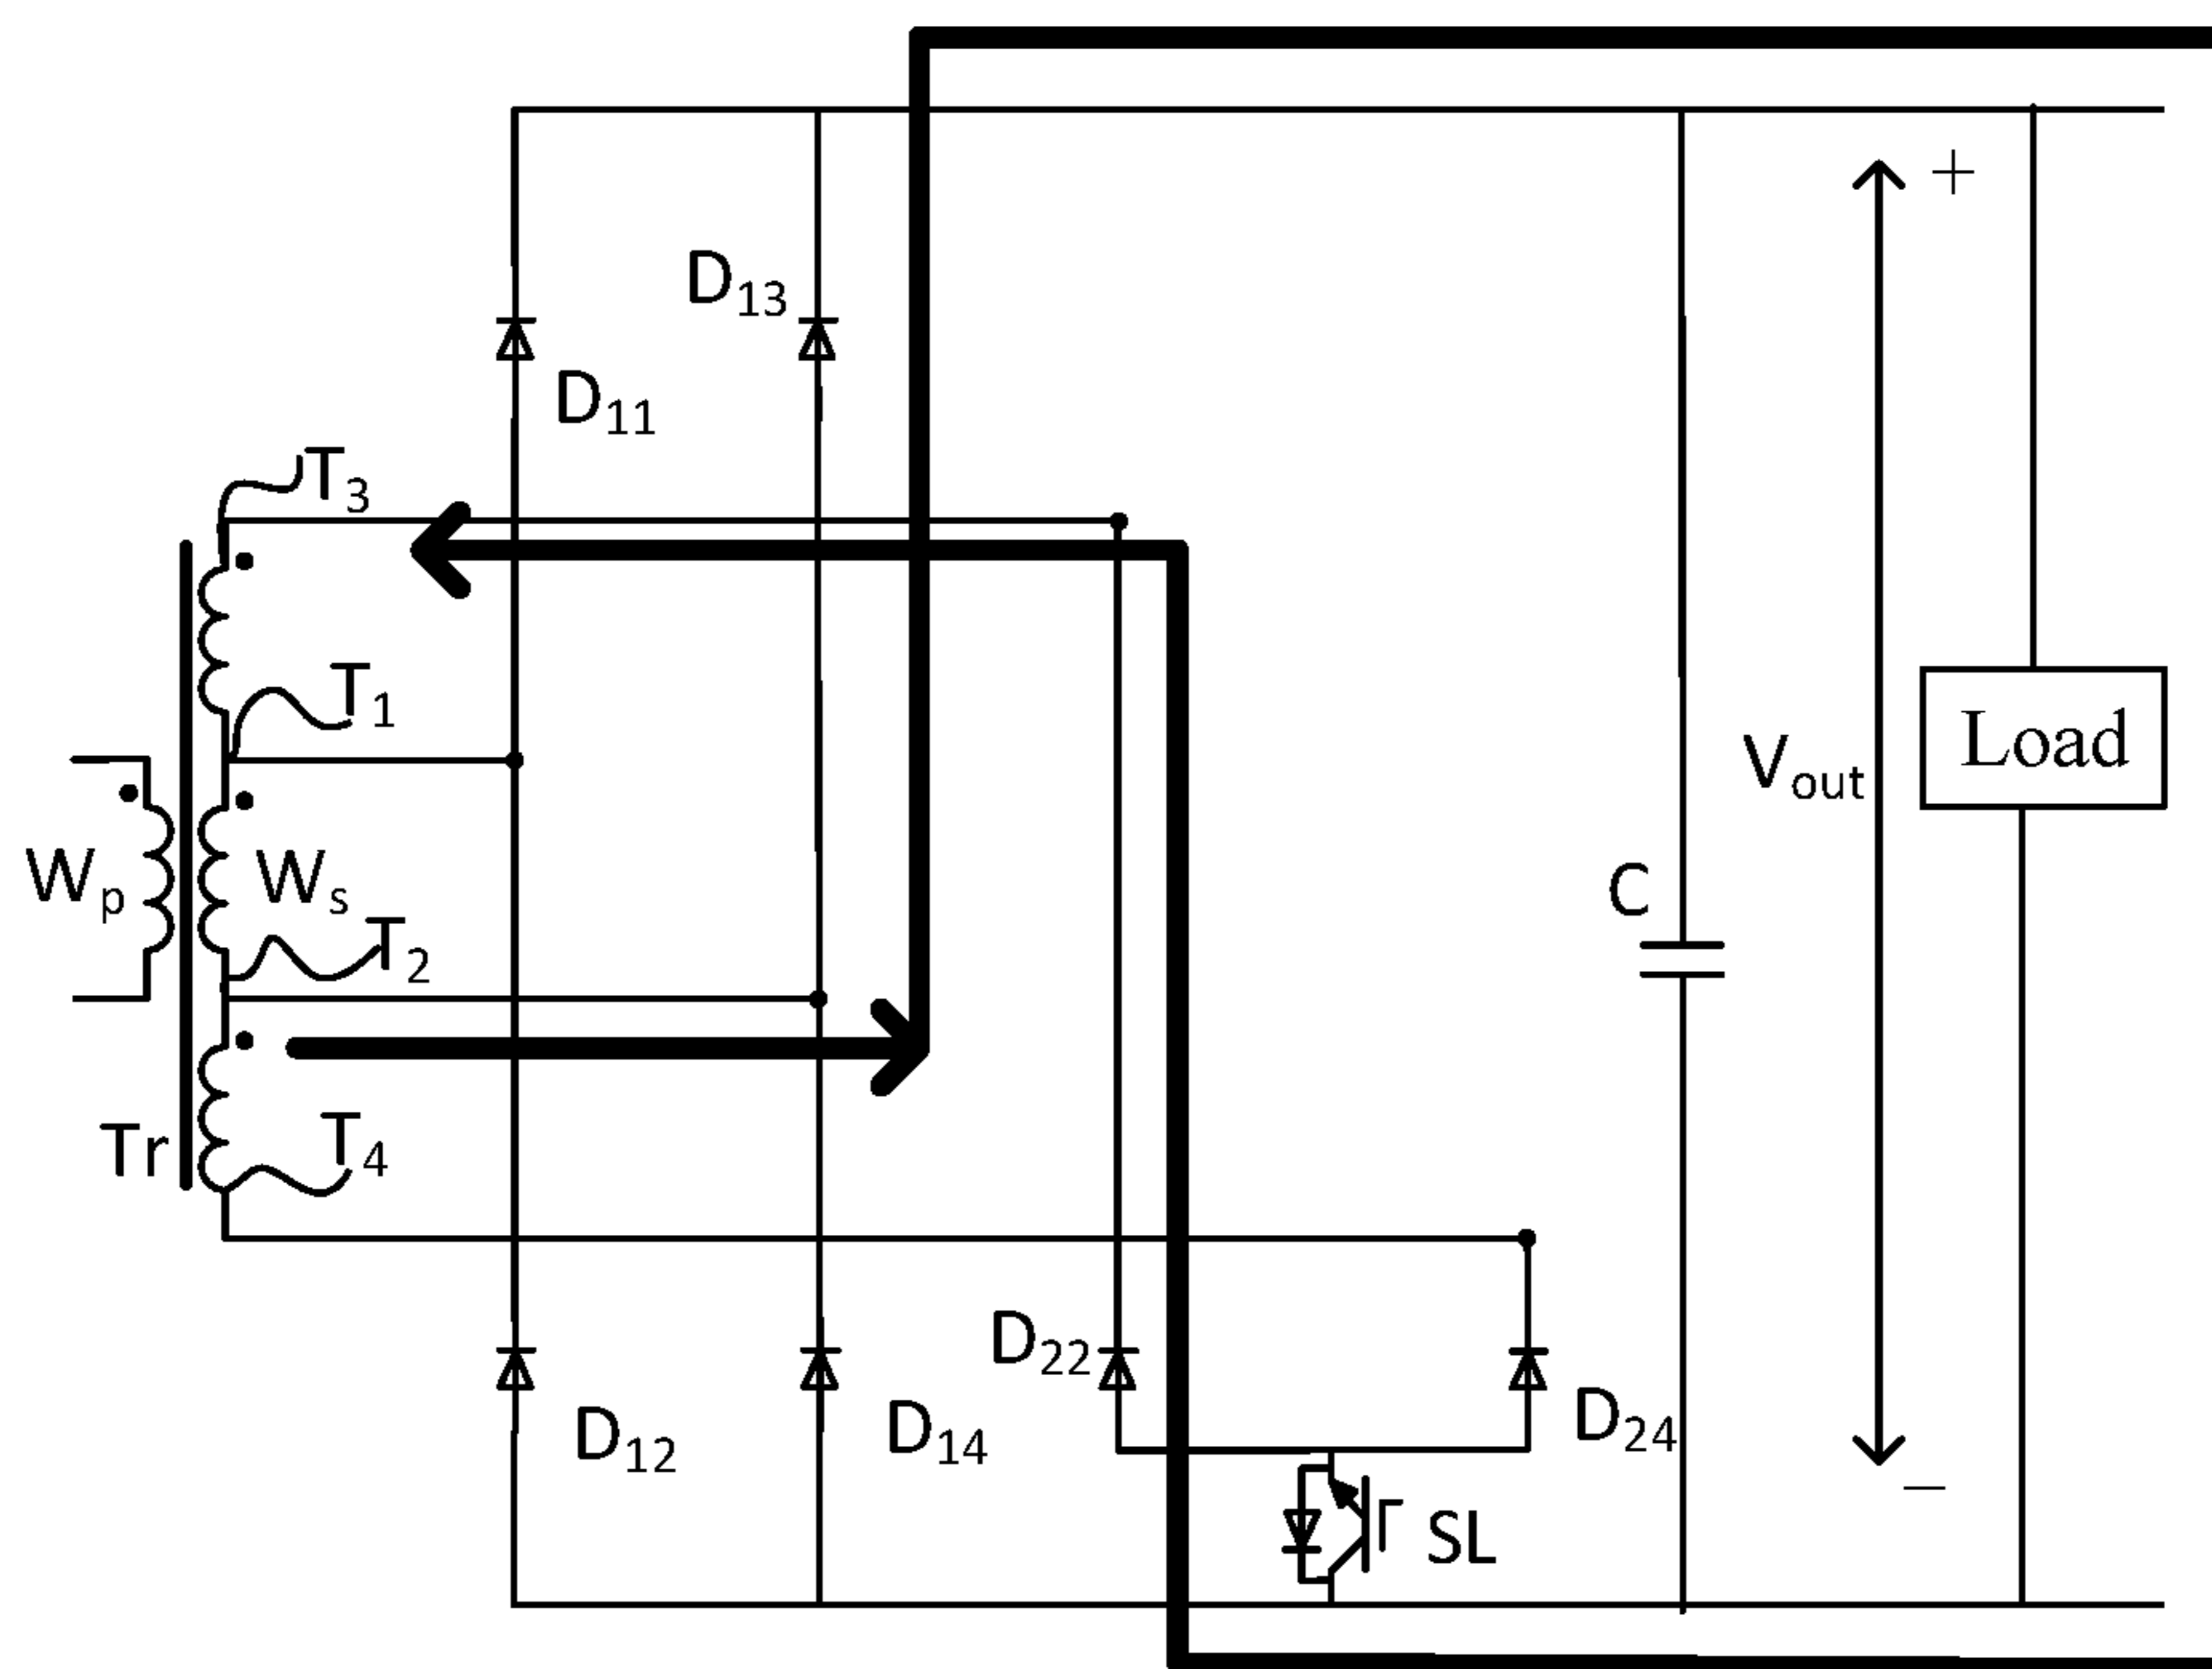 +
D13
D11
T3
T1
Load
Vout
Wp
Ws
C
T2
Tr
T4
D22
D12
D14
D24
SL
−